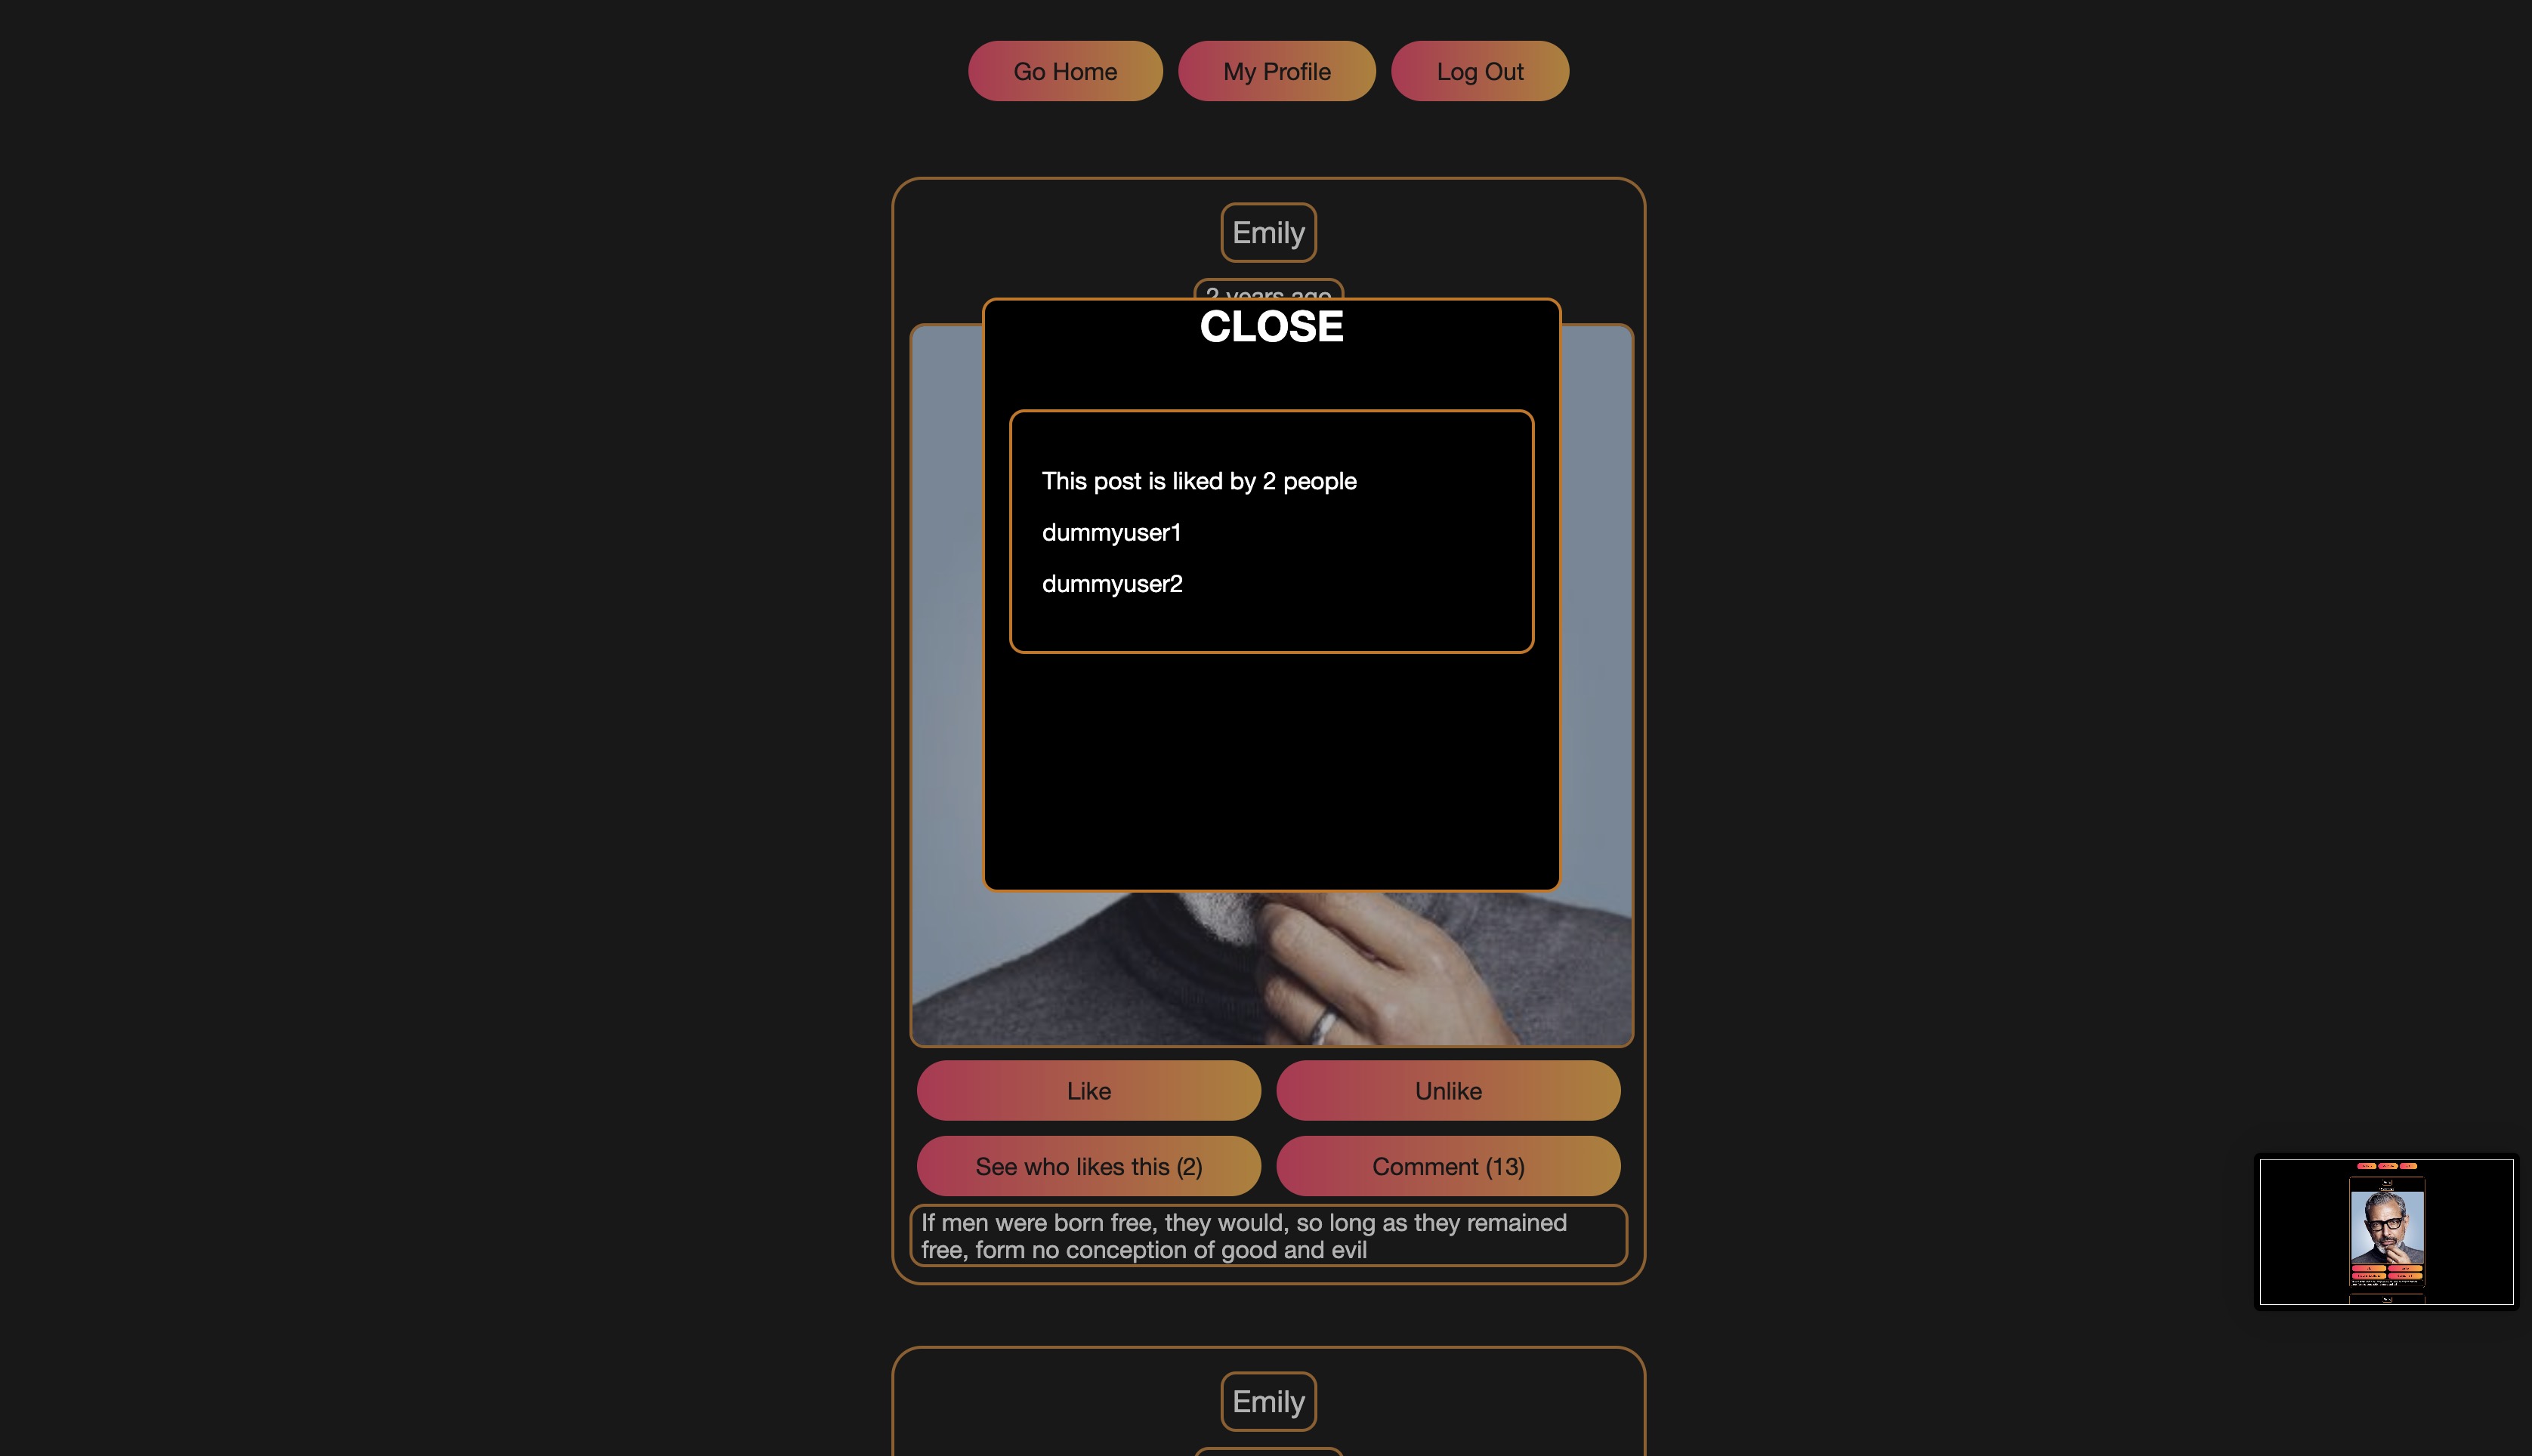 Go Home
My Profile
Log Out
Emily
2 years ago
CLOSE
This post is liked by 2 people
dummyuser1
dummyuser2
Like
Unlike
See who likes this (2)
Comment (13)
If men were born free, they would, so long as they remained
free, form no conception of good and evil
Emily